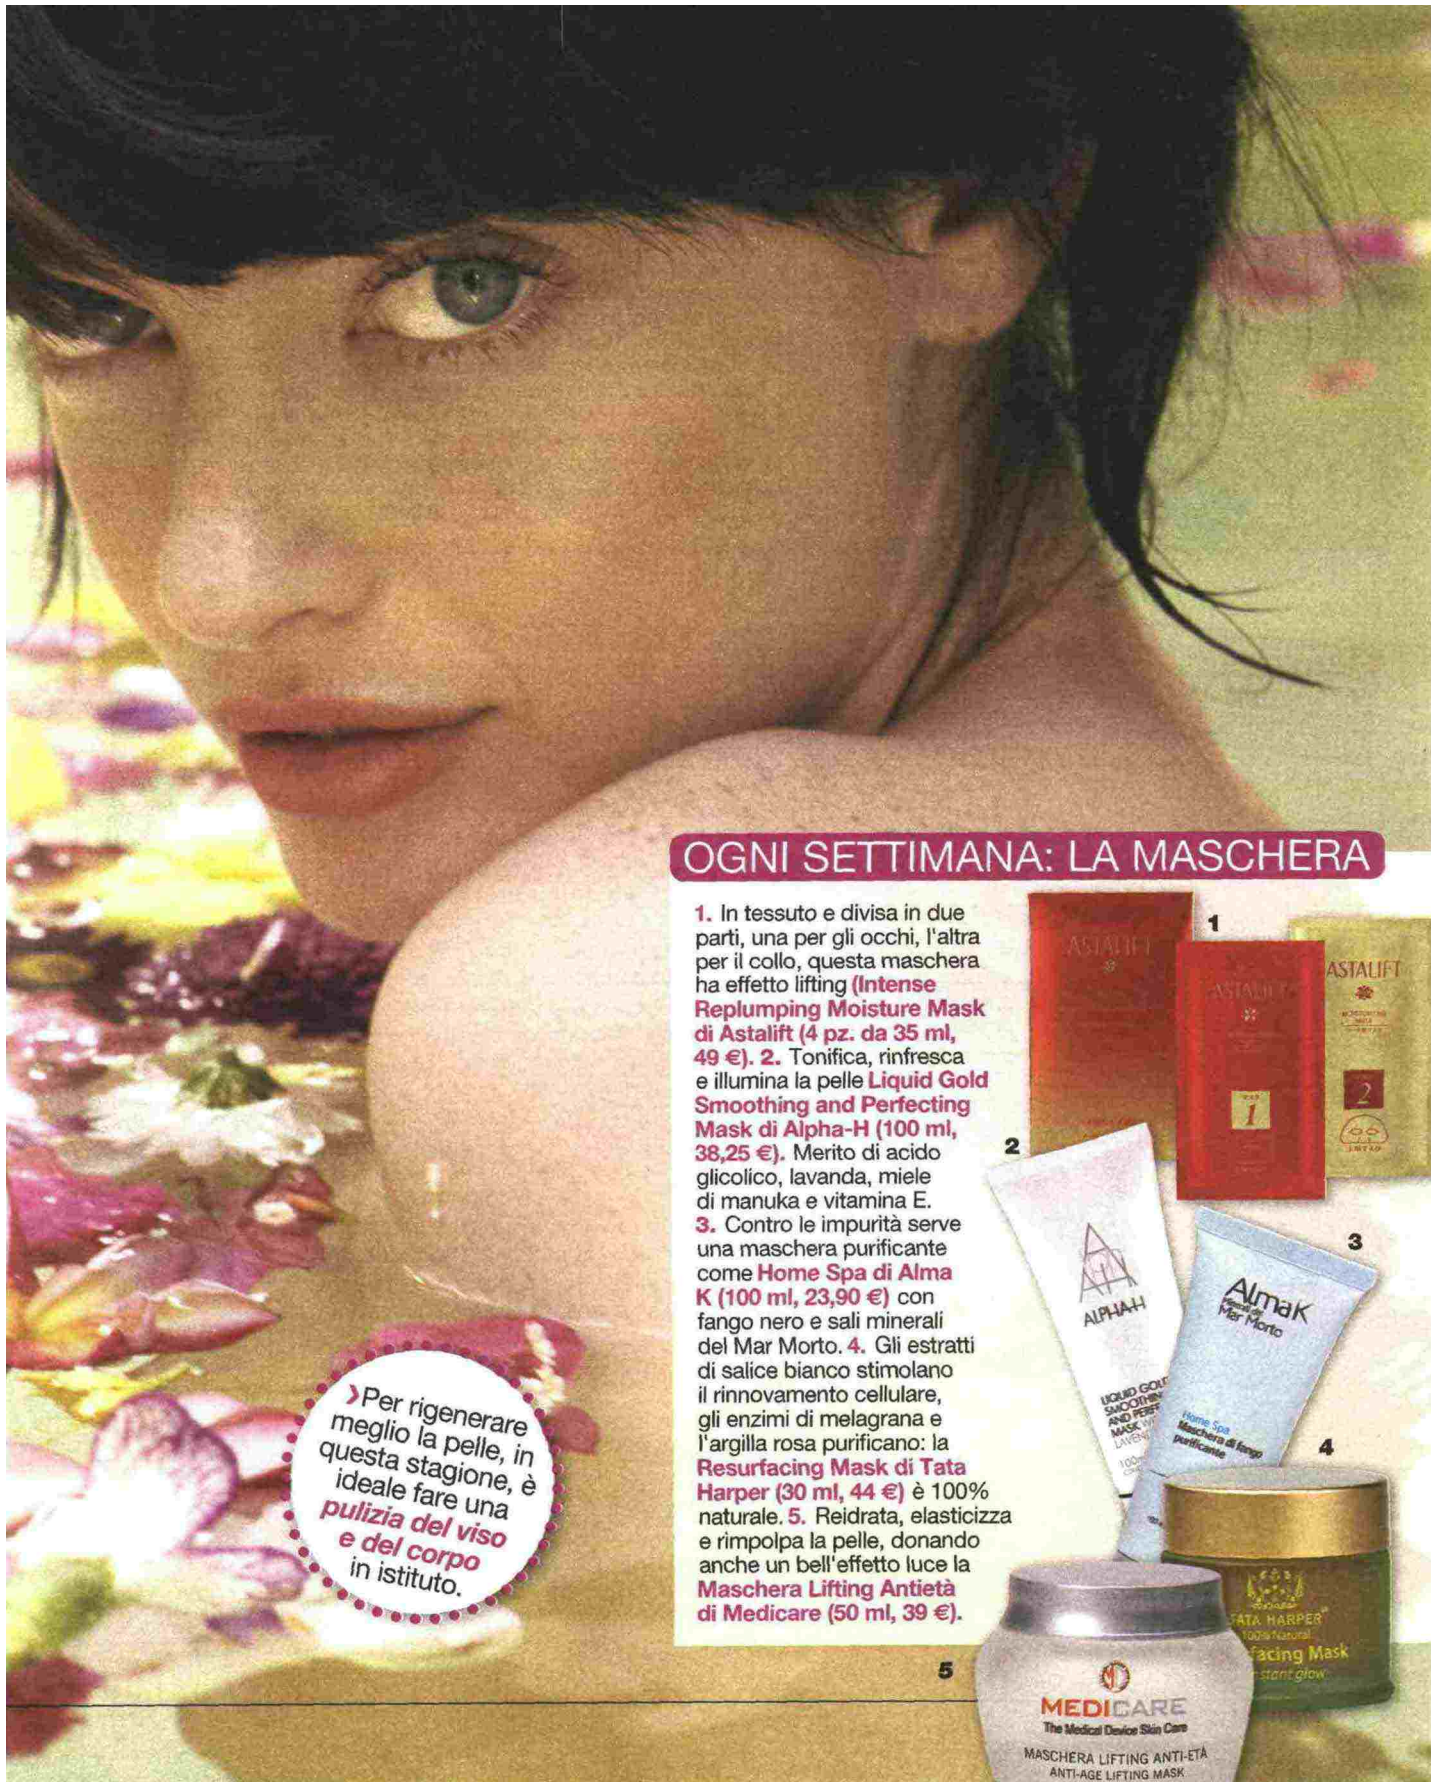 OGNI SETTIMANA: LA MASCHERA
1. In tessuto e divisa in due
parti, una per gli occhi, l'altra
per il collo, questa maschera
ha effetto lifting (Intense
Replumping Moisture Mask
di Astalift (4 pz. da 35 ml,
49 €). 2. Tonifica, rinfresca
e illumina la pelle Liquid Gold
Smoothing and Perfecting
Mask di Alpha-H (100 ml,
38,25 €). Merito di acido
glicolico, lavanda, miele
di manuka e vitamina E.
3. Contro le impurità serve
una maschera purificante
come Home Spa di Alma
K (100 ml, 23,90 €) con
fango nero e sali minerali
del Mar Morto. 4. Gli estratti
di salice bianco stimolano
il rinnovamento cellulare,
gli enzimi di melagrana e
l'argilla rosa purificano: la
Resurfacing Mask di Tata
Harper (30 ml, 44 €) è 100%
naturale. 5. Reidrata, elasticizza
e rimpolpa la pelle, donando
anche un bell'effetto luce la
Maschera Lifting Antietà
di Medicare (50 ml, 39 €).
›Per rigenerare
meglio la pelle, in
questa stagione, è
ideale fare una
pulizia del viso
e del corpo
in istituto.
1
ASTALIFT
ASTALIFT
1
ASTALIFT
2
2
ALPHA-H
LIQUID GOLD
SMOOTHING
AND PERFE
MASK
LAVEN
3
Alma K
Mar Morto
Home Spa
Maschera di fango
purificante
4
TATA HARPER
100% Natural
facing Mask
stant glow
5
MEDICARE
The Medical Device Skin Care
MASCHERA LIFTING ANTI-ETÀ
ANTI-AGE LIFTING MASK